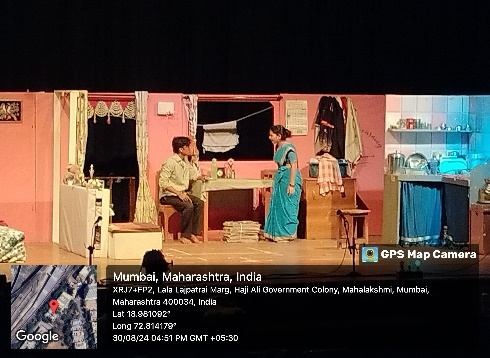 GPS Map Camera
Mumbai, Maharashtra, India
XRJ7+FP2, Lala Lajpatrai Marg, Haji Ali Government Colony, Mahalakshmi, Mumbai,
Maharashtra 400034, India
Lat 18.981092°
Long 72.814179°
30/08/24 04:51 PM GMT +05:30
Google